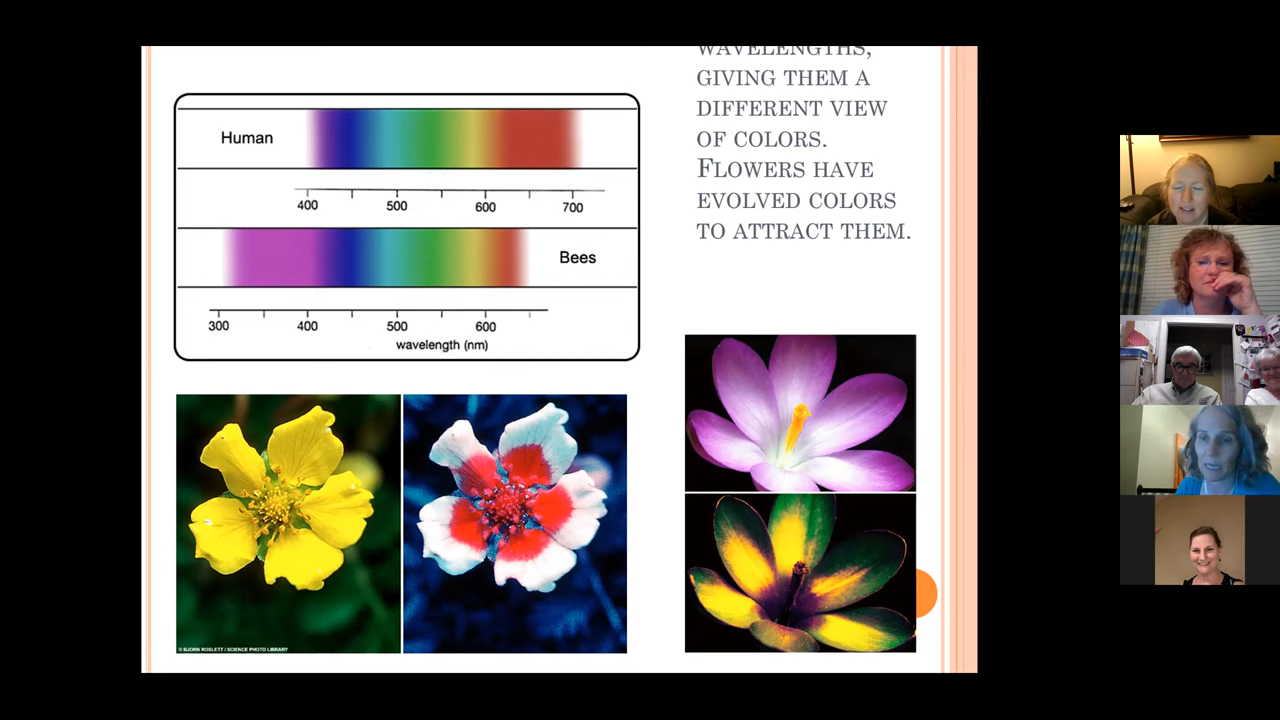 WAVELENGTHS,
GIVING THEM A
DIFFERENT VIEW
OF COLORS.
FLOWERS HAVE
EVOLVED COLORS
TO ATTRACT THEM.
Human
400 500 600 700
Bees
300 400 500 600
wavelength (nm)
© BJORN ROSLETT / SCIENCE PHOTO LIBRARY